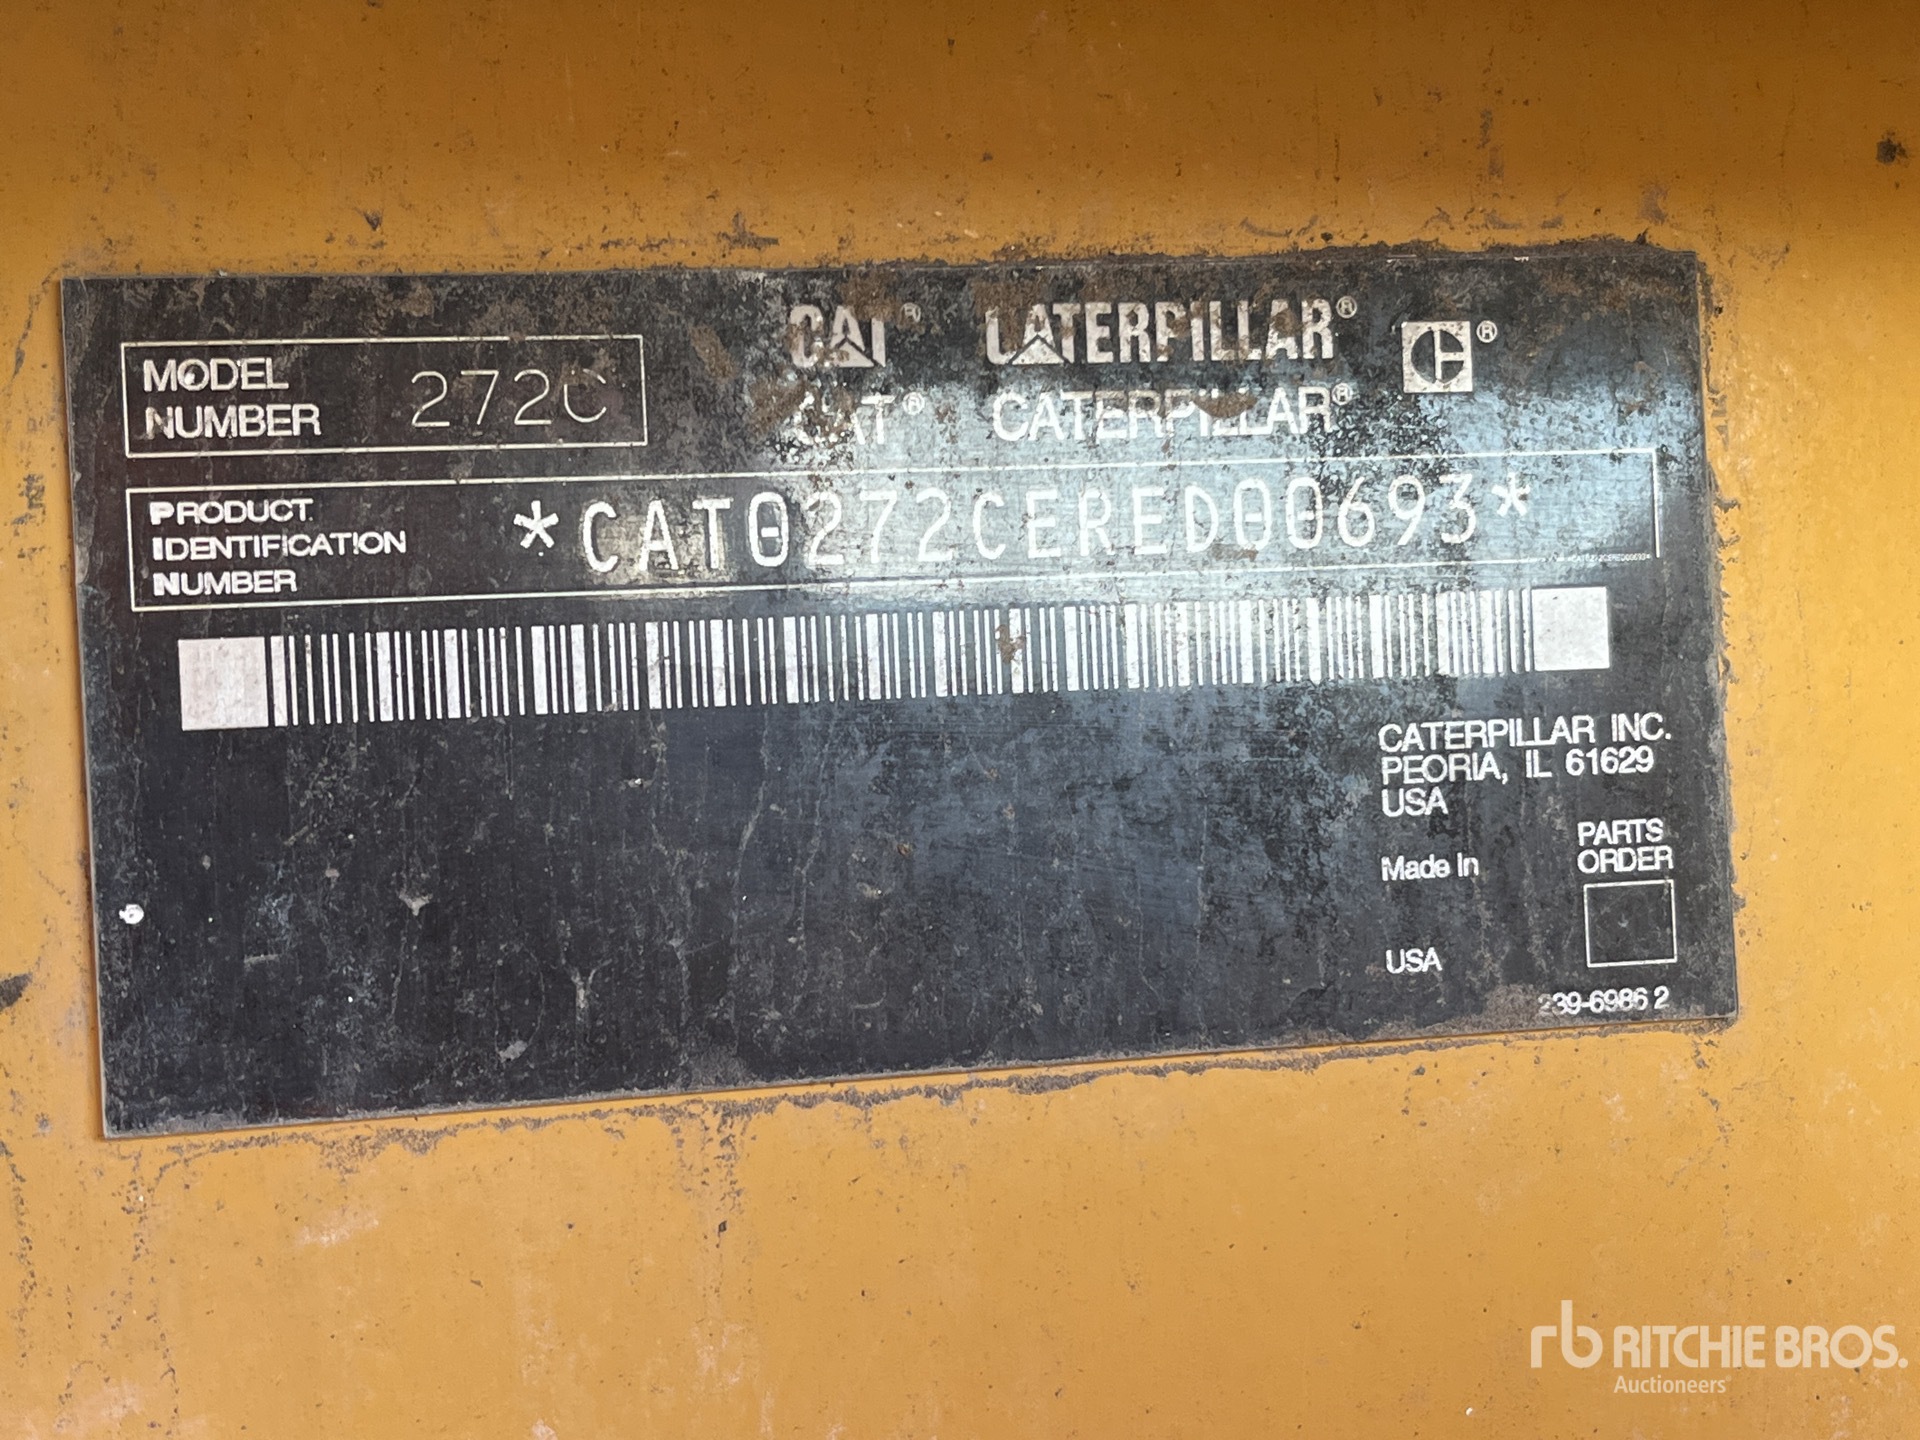 MODEL
NUMBER
272C
CAT® CATERPILLAR®
CAT® CATERPILLAR®
PRODUCT
IDENTIFICATION
NUMBER
*CAT0272CERED00693*
CATERPILLAR INC.
PEORIA, IL 61629
USA
Made In
USA
PARTS
ORDER
239-6986 2
rb RITCHIE BROS.
Auctioneers